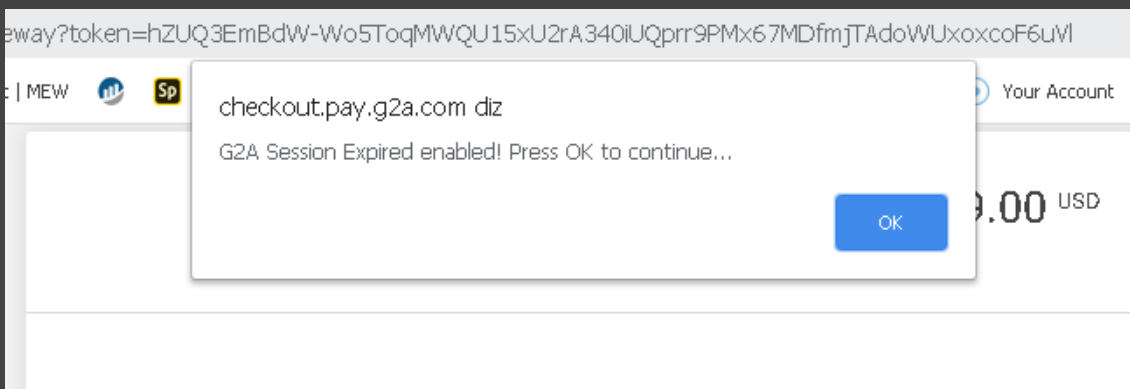 eway?token=hZUQ3EmBdW-Wo5ToqMWQU15xU2rA340iUQprr9PMx67MDfmjTAdoWUxoxcoF6uVl
| MEW Sp Your Account
checkout.pay.g2a.com diz
G2A Session Expired enabled! Press OK to continue...
OK
9.00 USD